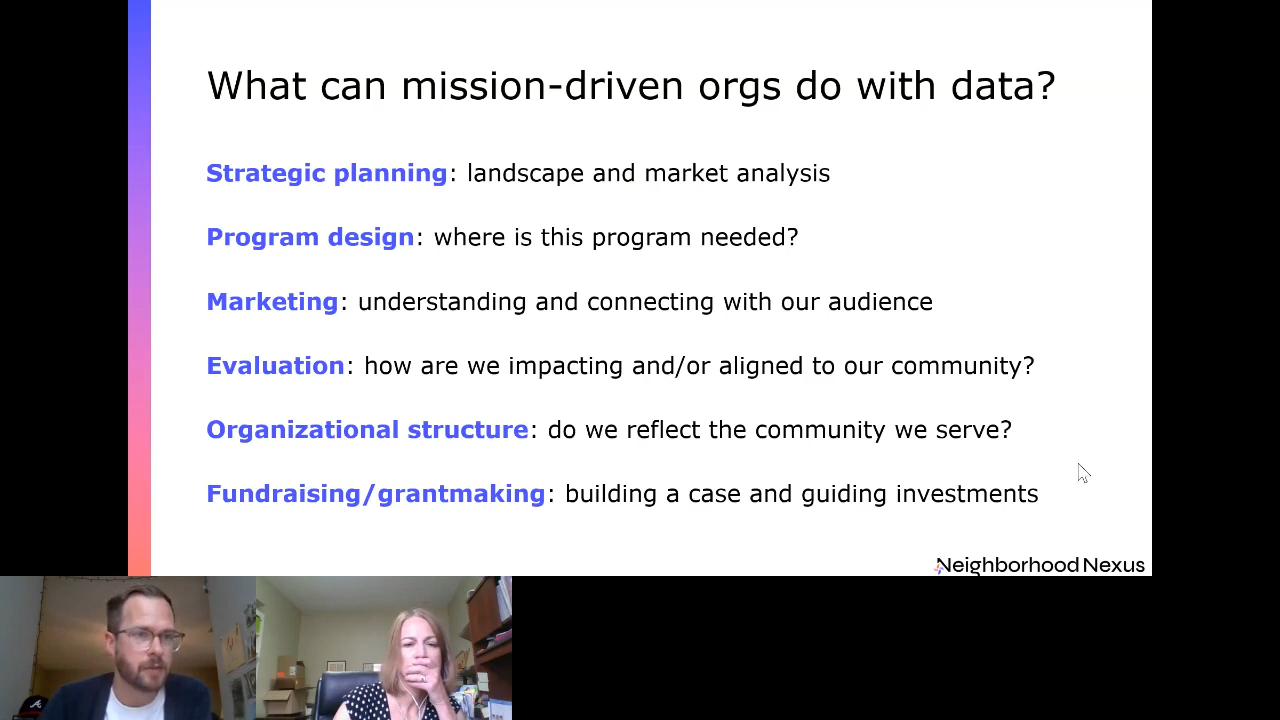 What can mission-driven orgs do with data?
Strategic planning: landscape and market analysis
Program design: where is this program needed?
Marketing: understanding and connecting with our audience
Evaluation: how are we impacting and/or aligned to our community?
Organizational structure: do we reflect the community we serve?
Fundraising/grantmaking: building a case and guiding investments
Neighborhood Nexus